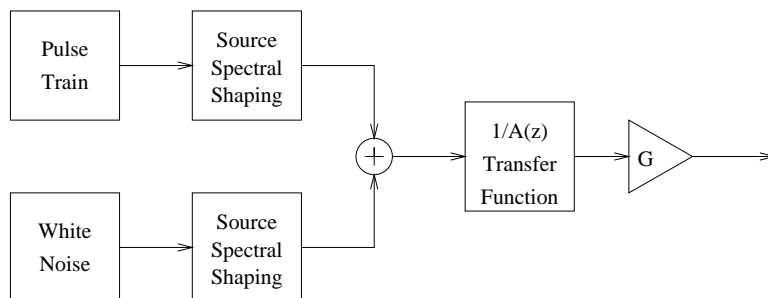 Pulse
Train
Source
Spectral
Shaping
+
1/A(z)
Transfer
Function
G
White
Noise
Source
Spectral
Shaping